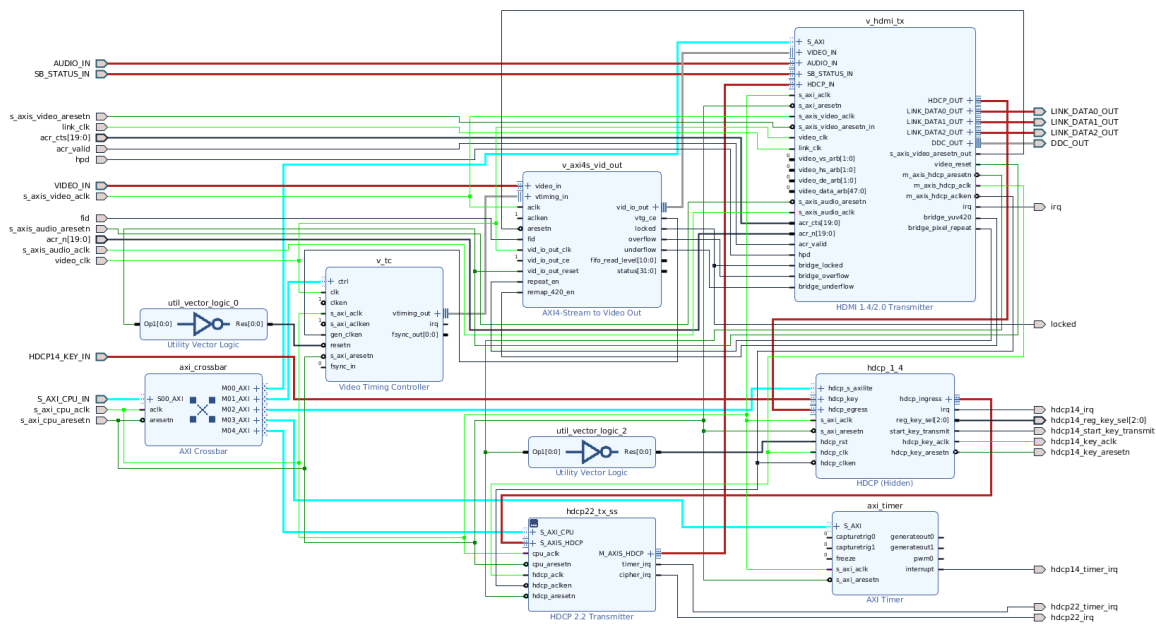 v_hdmi_tx
S_AXI
VIDEO_IN
AUDIO_IN
SB_STATUS_IN
HDCP_IN
s_axi_aclk
s_axi_aresetn
s_axis_video_aclk
s_axis_video_aresetn_in
video_clk
link_clk
video_vs_arb[1:0]
video_hs_arb[1:0]
video_de_arb[1:0]
video_data_arb[47:0]
s_axis_audio_aresetn
s_axis_audio_aclk
acr_cts[19:0]
acr_n[19:0]
acr_valid
hpd
bridge_locked
bridge_overflow
bridge_underflow
HDCP_OUT
LINK_DATA0_OUT
LINK_DATA1_OUT
LINK_DATA2_OUT
DDC_OUT
s_axis_video_aresetn_out
video_reset
m_axis_hdcp_aresetn
m_axis_hdcp_aclk
m_axis_hdcp_acken
irq
bridge_yuv420
bridge_pixel_repeat
HDMI 1.4/2.0 Transmitter
AUDIO_IN
SB_STATUS_IN
s_axis_video_aresetn
link_clk
acr_cts[19:0]
acr_valid
hpd
VIDEO_IN
s_axis_video_aclk
fid
s_axis_audio_aresetn
acr_n[19:0]
s_axis_audio_aclk
video_clk
HDCP14_KEY_IN
S_AXI_CPU_IN
s_axi_cpu_aclk
s_axi_cpu_aresetn
v_axi4s_vid_out
video_in
vtiming_in
aclk
aclken
aresetn
fid
vid_io_out_clk
vid_io_out_ce
vid_io_out_reset
repeat_en
remap_420_en
vid_io_out
vtg_ce
locked
overflow
underflow
fifo_read_level[10:0]
status[31:0]
AXI4-Stream to Video Out
v_tc
ctrl
clk
clken
s_axi_aclk
s_axi_aclken
gen_clken
resetn
s_axi_aresetn
fsync_in
vtiming_out
irq
fsync_out[0:0]
Video Timing Controller
util_vector_logic_0
Op1[0:0]
Res[0:0]
Utility Vector Logic
axi_crossbar
S00_AXI
aclk
aresetn
M00_AXI
M01_AXI
M02_AXI
M03_AXI
M04_AXI
AXI Crossbar
util_vector_logic_2
Op1[0:0]
Res[0:0]
Utility Vector Logic
hdcp_1_4
hdcp_s_axilite
hdcp_key
hdcp_egress
s_axi_aclk
s_axi_aresetn
hdcp_rst
hdcp_clk
hdcp_clken
hdcp_ingress
irq
reg_key_sel[2:0]
start_key_transmit
hdcp_key_aclk
hdcp_key_aresetn
HDCP (Hidden)
hdcp22_tx_ss
S_AXI_CPU
S_AXIS_HDCP
cpu_aclk
cpu_aresetn
hdcp_aclk
hdcp_aclken
hdcp_aresetn
M_AXIS_HDCP
timer_irq
cipher_irq
HDCP 2.2 Transmitter
axi_timer
S_AXI
capturetrig0
capturetrig1
freeze
s_axi_aclk
s_axi_aresetn
generateout0
generateout1
pwm0
interrupt
AXI Timer
LINK_DATA0_OUT
LINK_DATA1_OUT
LINK_DATA2_OUT
DDC_OUT
irq
locked
hdcp14_irq
hdcp14_reg_key_sel[2:0]
hdcp14_start_key_transmit
hdcp14_key_aclk
hdcp14_key_aresetn
hdcp14_timer_irq
hdcp22_timer_irq
hdcp22_irq